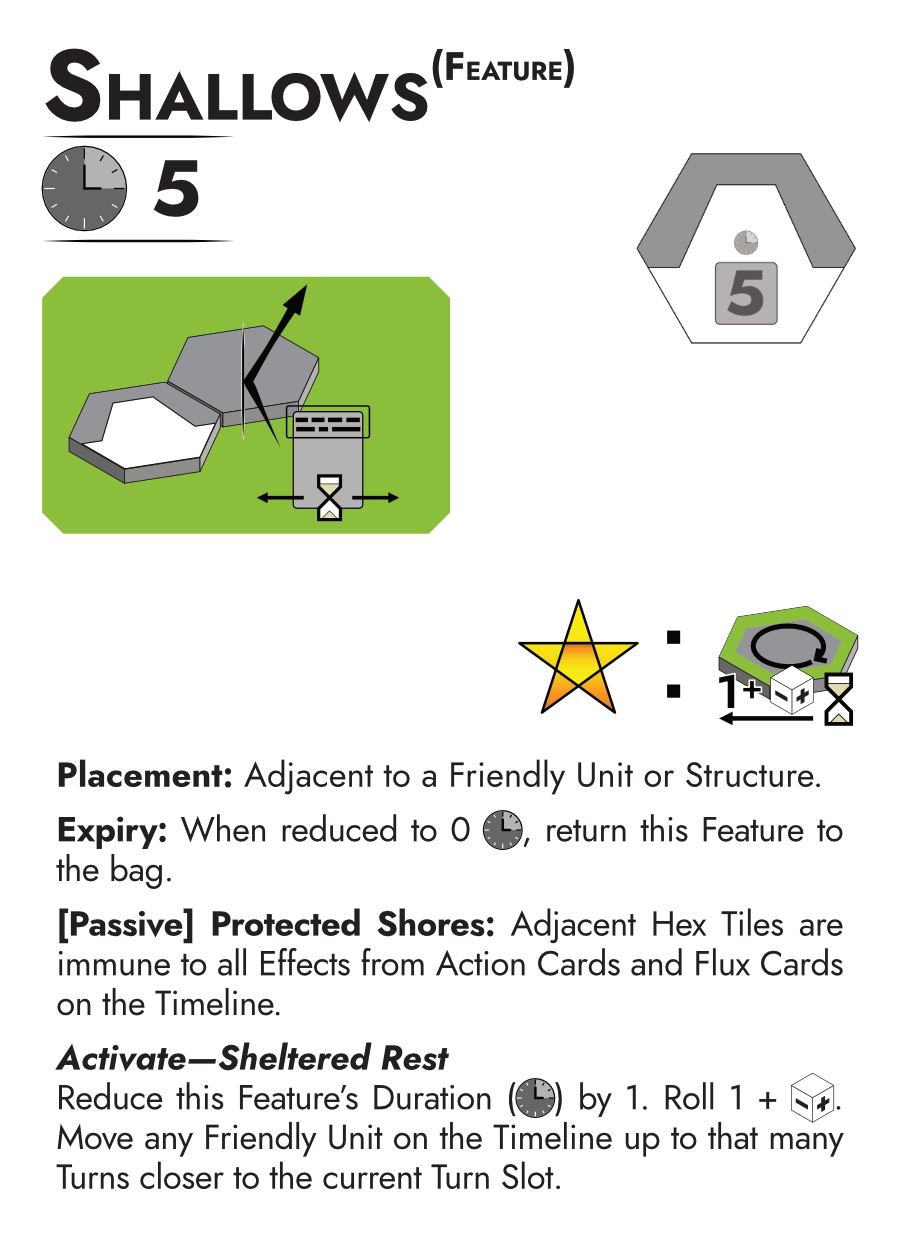 SHALLOWS (FEATURE)
5
5
:
1+
Placement: Adjacent to a Friendly Unit or Structure.
Expiry: When reduced to 0 , return this Feature to
the bag.
[Passive] Protected Shores: Adjacent Hex Tiles are
immune to all Effects from Action Cards and Flux Cards
on the Timeline.
Activate—Sheltered Rest
Reduce this Feature’s Duration () by 1. Roll 1 + .
Move any Friendly Unit on the Timeline up to that many
Turns closer to the current Turn Slot.